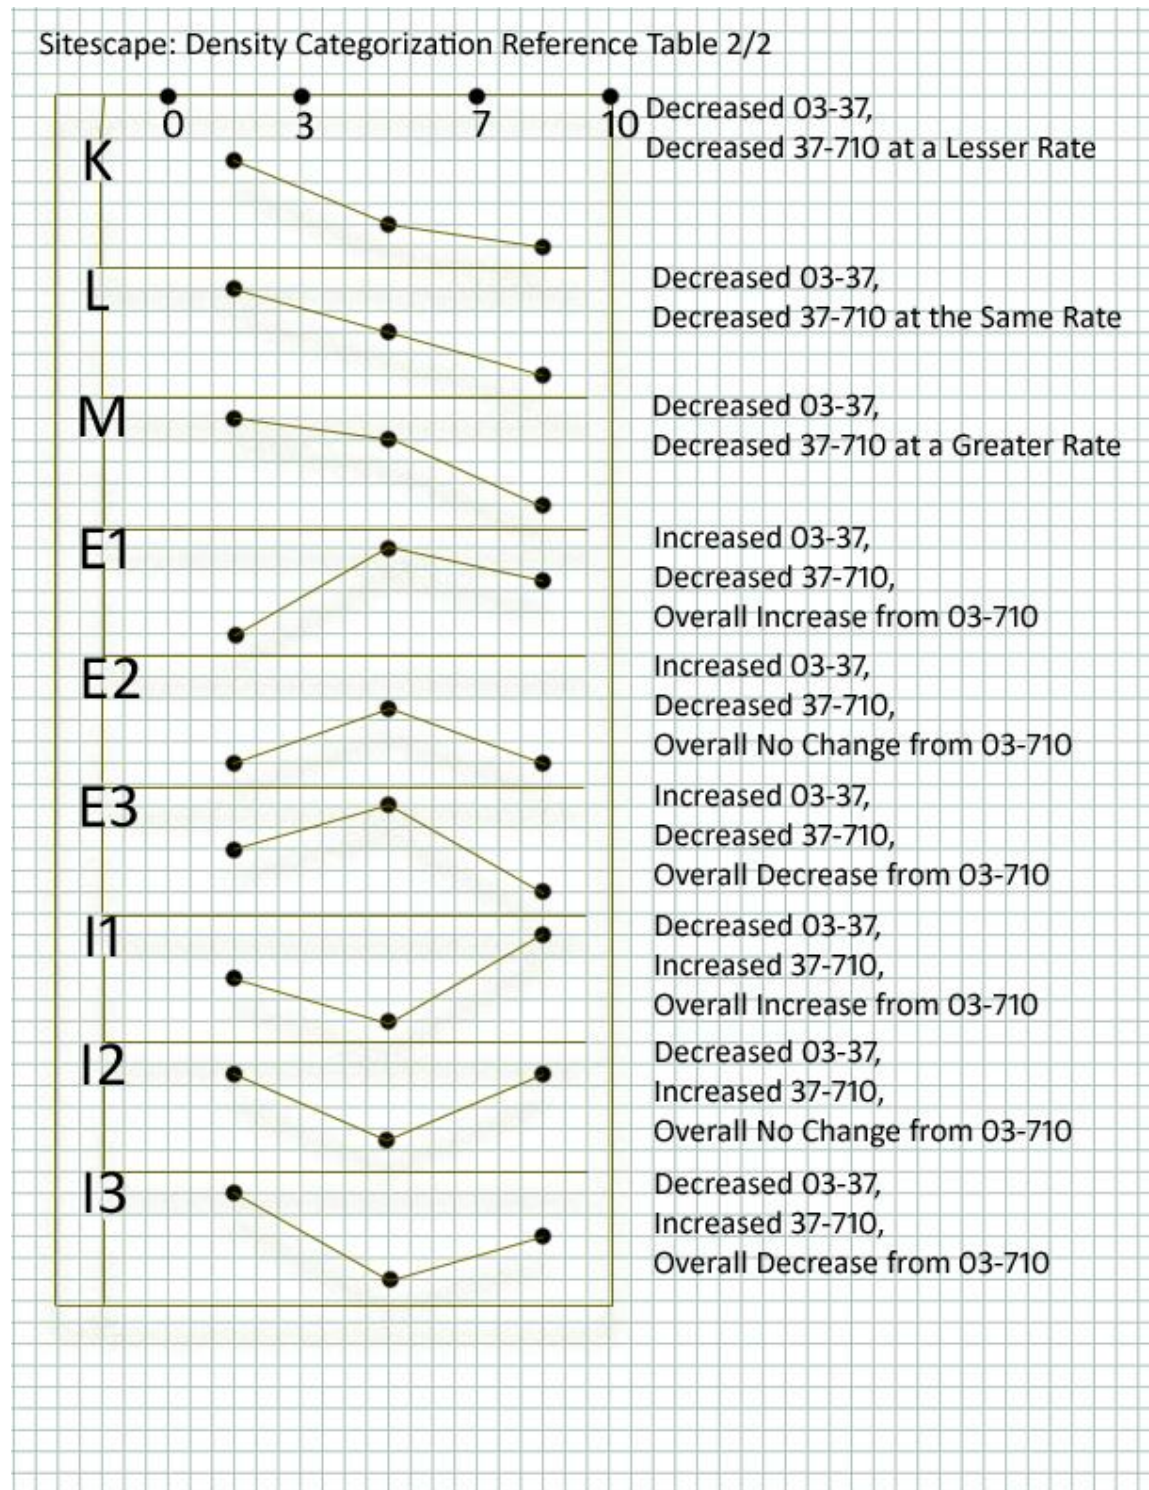 Sitescape: Density Categorization Reference Table 2/2
0 3 7 10
Decreased 03-37,
Decreased 37-710 at a Lesser Rate
K
L
Decreased 03-37,
Decreased 37-710 at the Same Rate
M
Decreased 03-37,
Decreased 37-710 at a Greater Rate
E1
Increased 03-37,
Decreased 37-710,
Overall Increase from 03-710
E2
Increased 03-37,
Decreased 37-710,
Overall No Change from 03-710
E3
Increased 03-37,
Decreased 37-710,
Overall Decrease from 03-710
I1
Decreased 03-37,
Increased 37-710,
Overall Increase from 03-710
I2
Decreased 03-37,
Increased 37-710,
Overall No Change from 03-710
I3
Decreased 03-37,
Increased 37-710,
Overall Decrease from 03-710